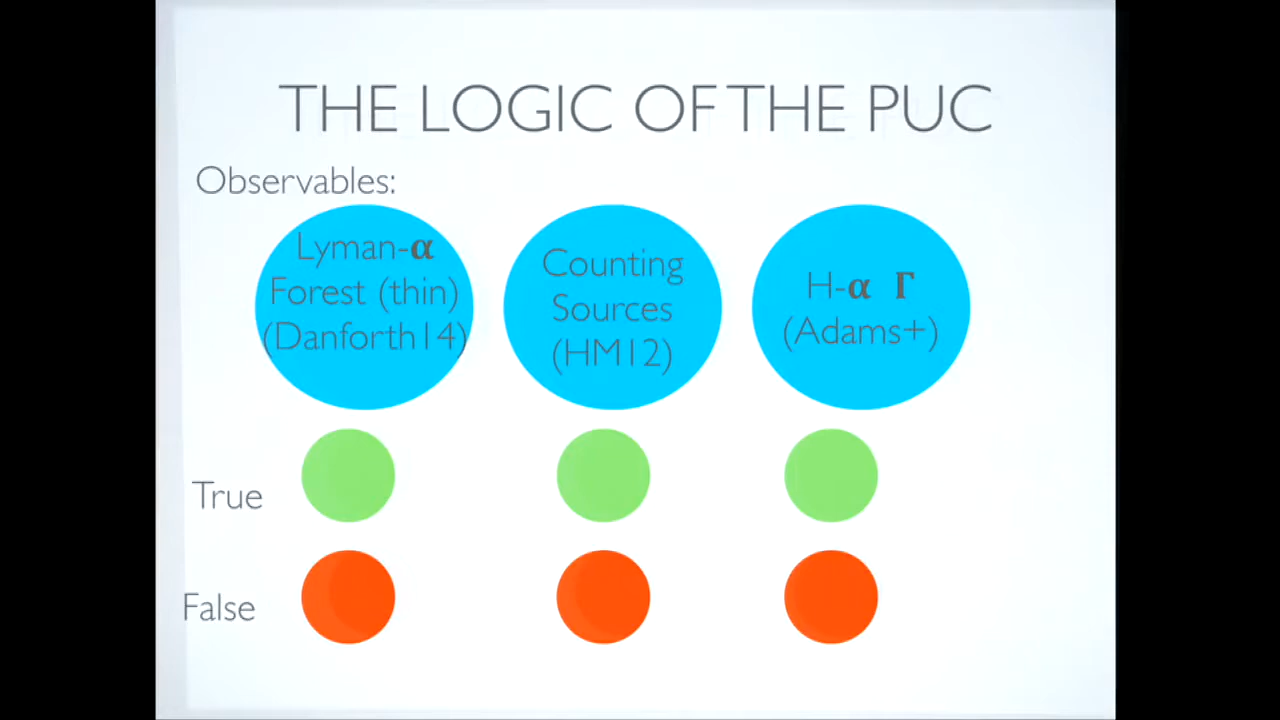 THE LOGIC OF THE PUC
Observables:
Lyman-α
Forest (thin)
(Danforth14)
Counting
Sources
(HM12)
H-α Γ
(Adams+)
True
False